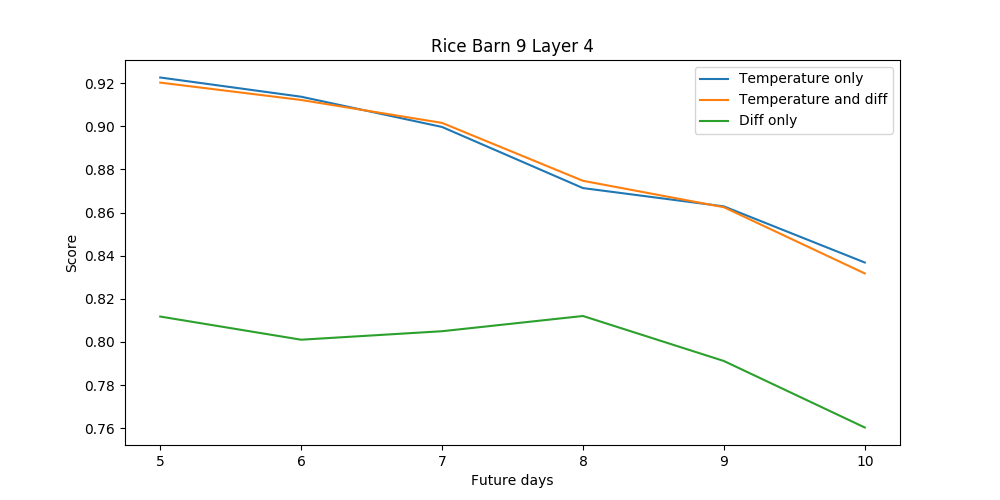 Rice Barn 9 Layer 4
Temperature only
Temperature and diff
Diff only
Score
0.92
0.90
0.88
0.86
0.84
0.82
0.80
0.78
0.76
5 6 7 8 9 10
Future days